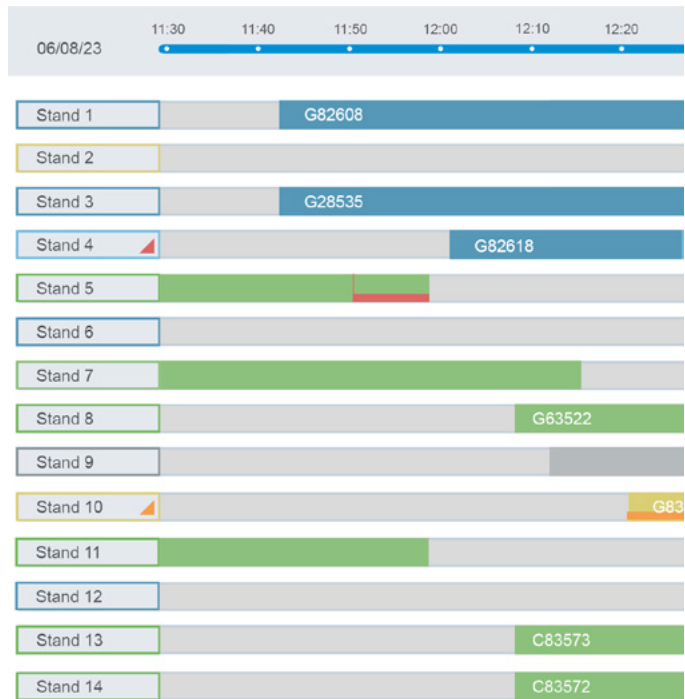 06/08/23 11:30 11:40 11:50 12:00 12:10 12:20
Stand 1 G82608
Stand 2
Stand 3 G28535
Stand 4 G82618
Stand 5
Stand 6
Stand 7
Stand 8 G63522
Stand 9
Stand 10 G83
Stand 11
Stand 12
Stand 13 C83573
Stand 14 C83572